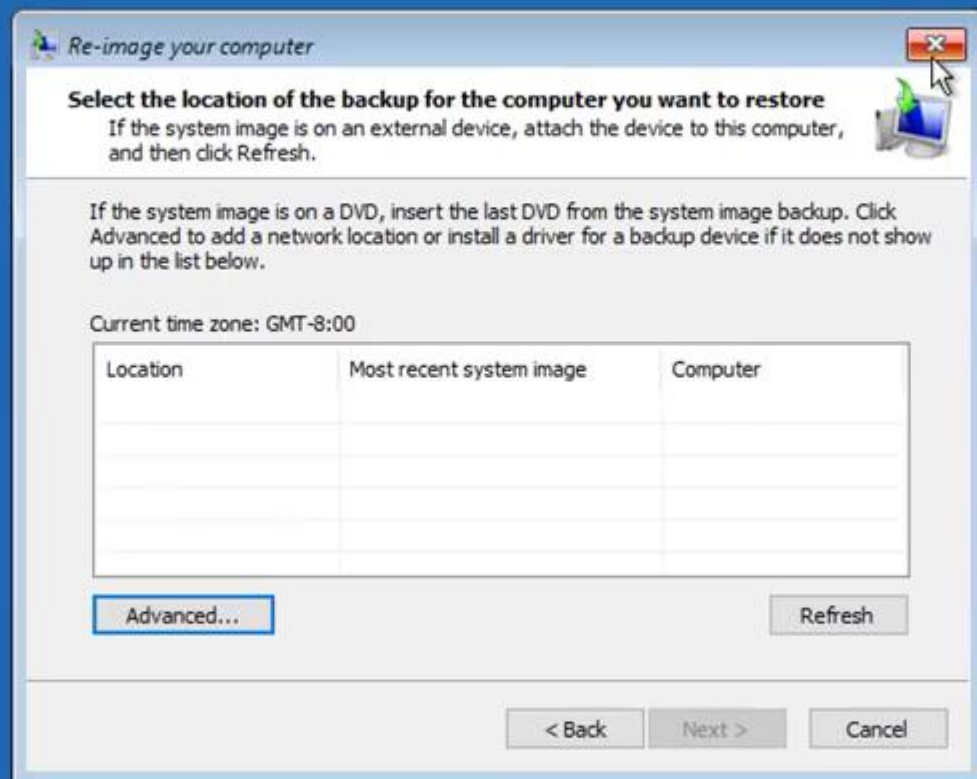 Re-image your computer
Select the location of the backup for the computer you want to restore
If the system image is on an external device, attach the device to this computer,
and then click Refresh.
If the system image is on a DVD, insert the last DVD from the system image backup. Click
Advanced to add a network location or install a driver for a backup device if it does not show
up in the list below.
Current time zone: GMT-8:00
Location Most recent system image Computer
Advanced... Refresh
< Back Next > Cancel